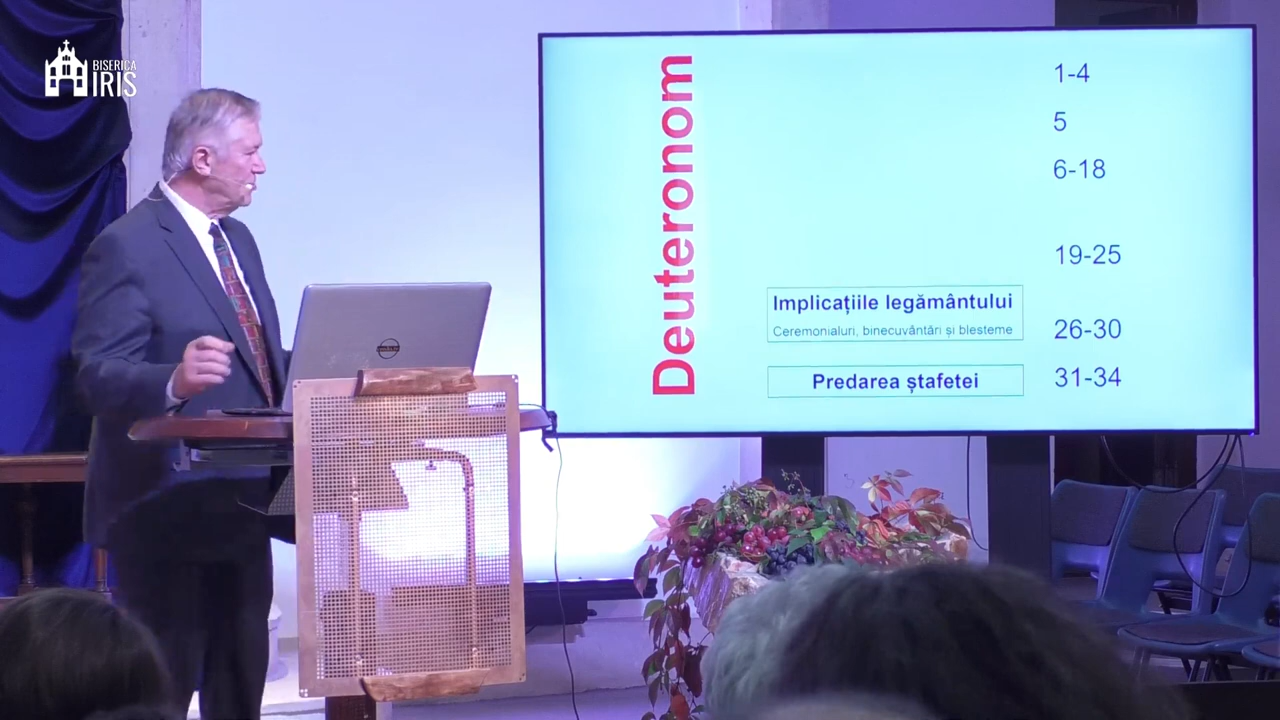 BISERICA
IRIS
Deuteronom
1-4
5
6-18
19-25
Implicațiile legământului
Ceremonialuri, binecuvântări și blesteme
26-30
Predarea ștafetei
31-34